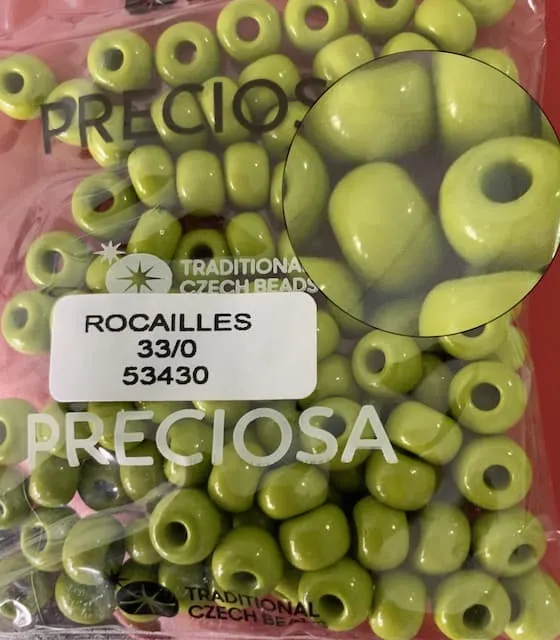 PRECIOS
TRADITIONAL
CZECH BEADS
ROCAILLES
33/0
53430
PRECIOSA
TRADITIONAL
CZECH BEADS